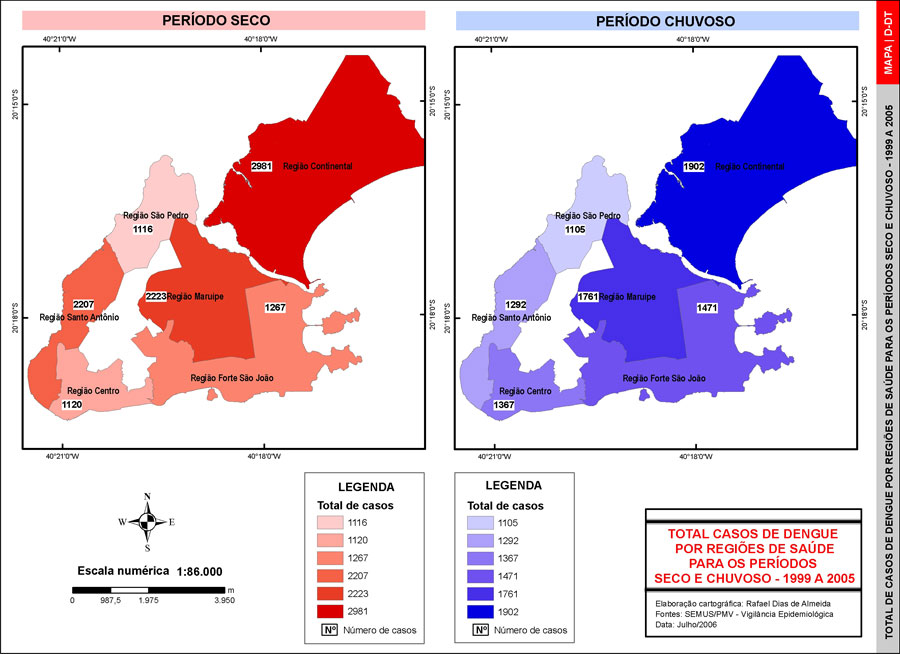 PERÍODO SECO
40°21'0"W
40°18'0"W
20°15'0"S
20°18'0"S
2981 Região Continental
Região São Pedro
1116
2207
Região Santo Antônio
2223 Região Maruipe
1267
Região Centro
1120
Região Forte São João
40°21'0"W
40°18'0"W
PERÍODO CHUVOSO
40°21'0"W
40°18'0"W
20°15'0"S
20°18'0"S
1902 Região Continental
Região São Pedro
1105
1292
Região Santo Antônio
1761 Região Maruipe
1471
Região Centro
1367
Região Forte São João
40°21'0"W
40°18'0"W
20°15'0"S
20°18'0"S
MAPA | D-DT
TOTAL DE CASOS DE DENGUE POR REGIÕES DE SAÚDE PARA OS PERÍODOS SECO E CHUVOSO - 1999 A 2005
N
W E
S
Escala numérica 1:86.000
0 987,5 1.975 3.950 m
LEGENDA
Total de casos
1116
1120
1267
2207
2223
2981
Nº Número de casos
LEGENDA
Total de casos
1105
1292
1367
1471
1761
1902
Nº Número de casos
TOTAL CASOS DE DENGUE
POR REGIÕES DE SAÚDE
PARA OS PERÍODOS
SECO E CHUVOSO - 1999 A 2005
Elaboração cartográfica: Rafael Dias de Almeida
Fontes: SEMUS/PMV - Vigilância Epidemiológica
Data: Julho/2006